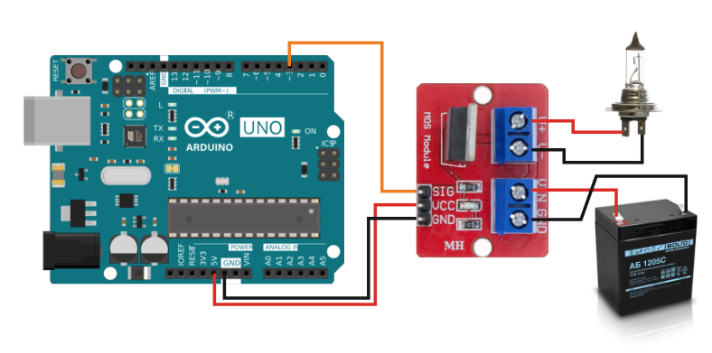 RESET
AREF
GND
13
12
~11
~10
~9
8
7
~6
~5
4
~3
2
1
0
DIGITAL (PWM~)
L
TX
RX
ARDUINO
UNO
R
ON
ICSP
IOREF
RESET
3V3
5V
GND
VIN
POWER
ANALOG IN
A0
A1
A2
A3
A4
A5
MOS Module
V+
V-
SIG
VCC
GND
VIN
GND
MH
АБ 1205С